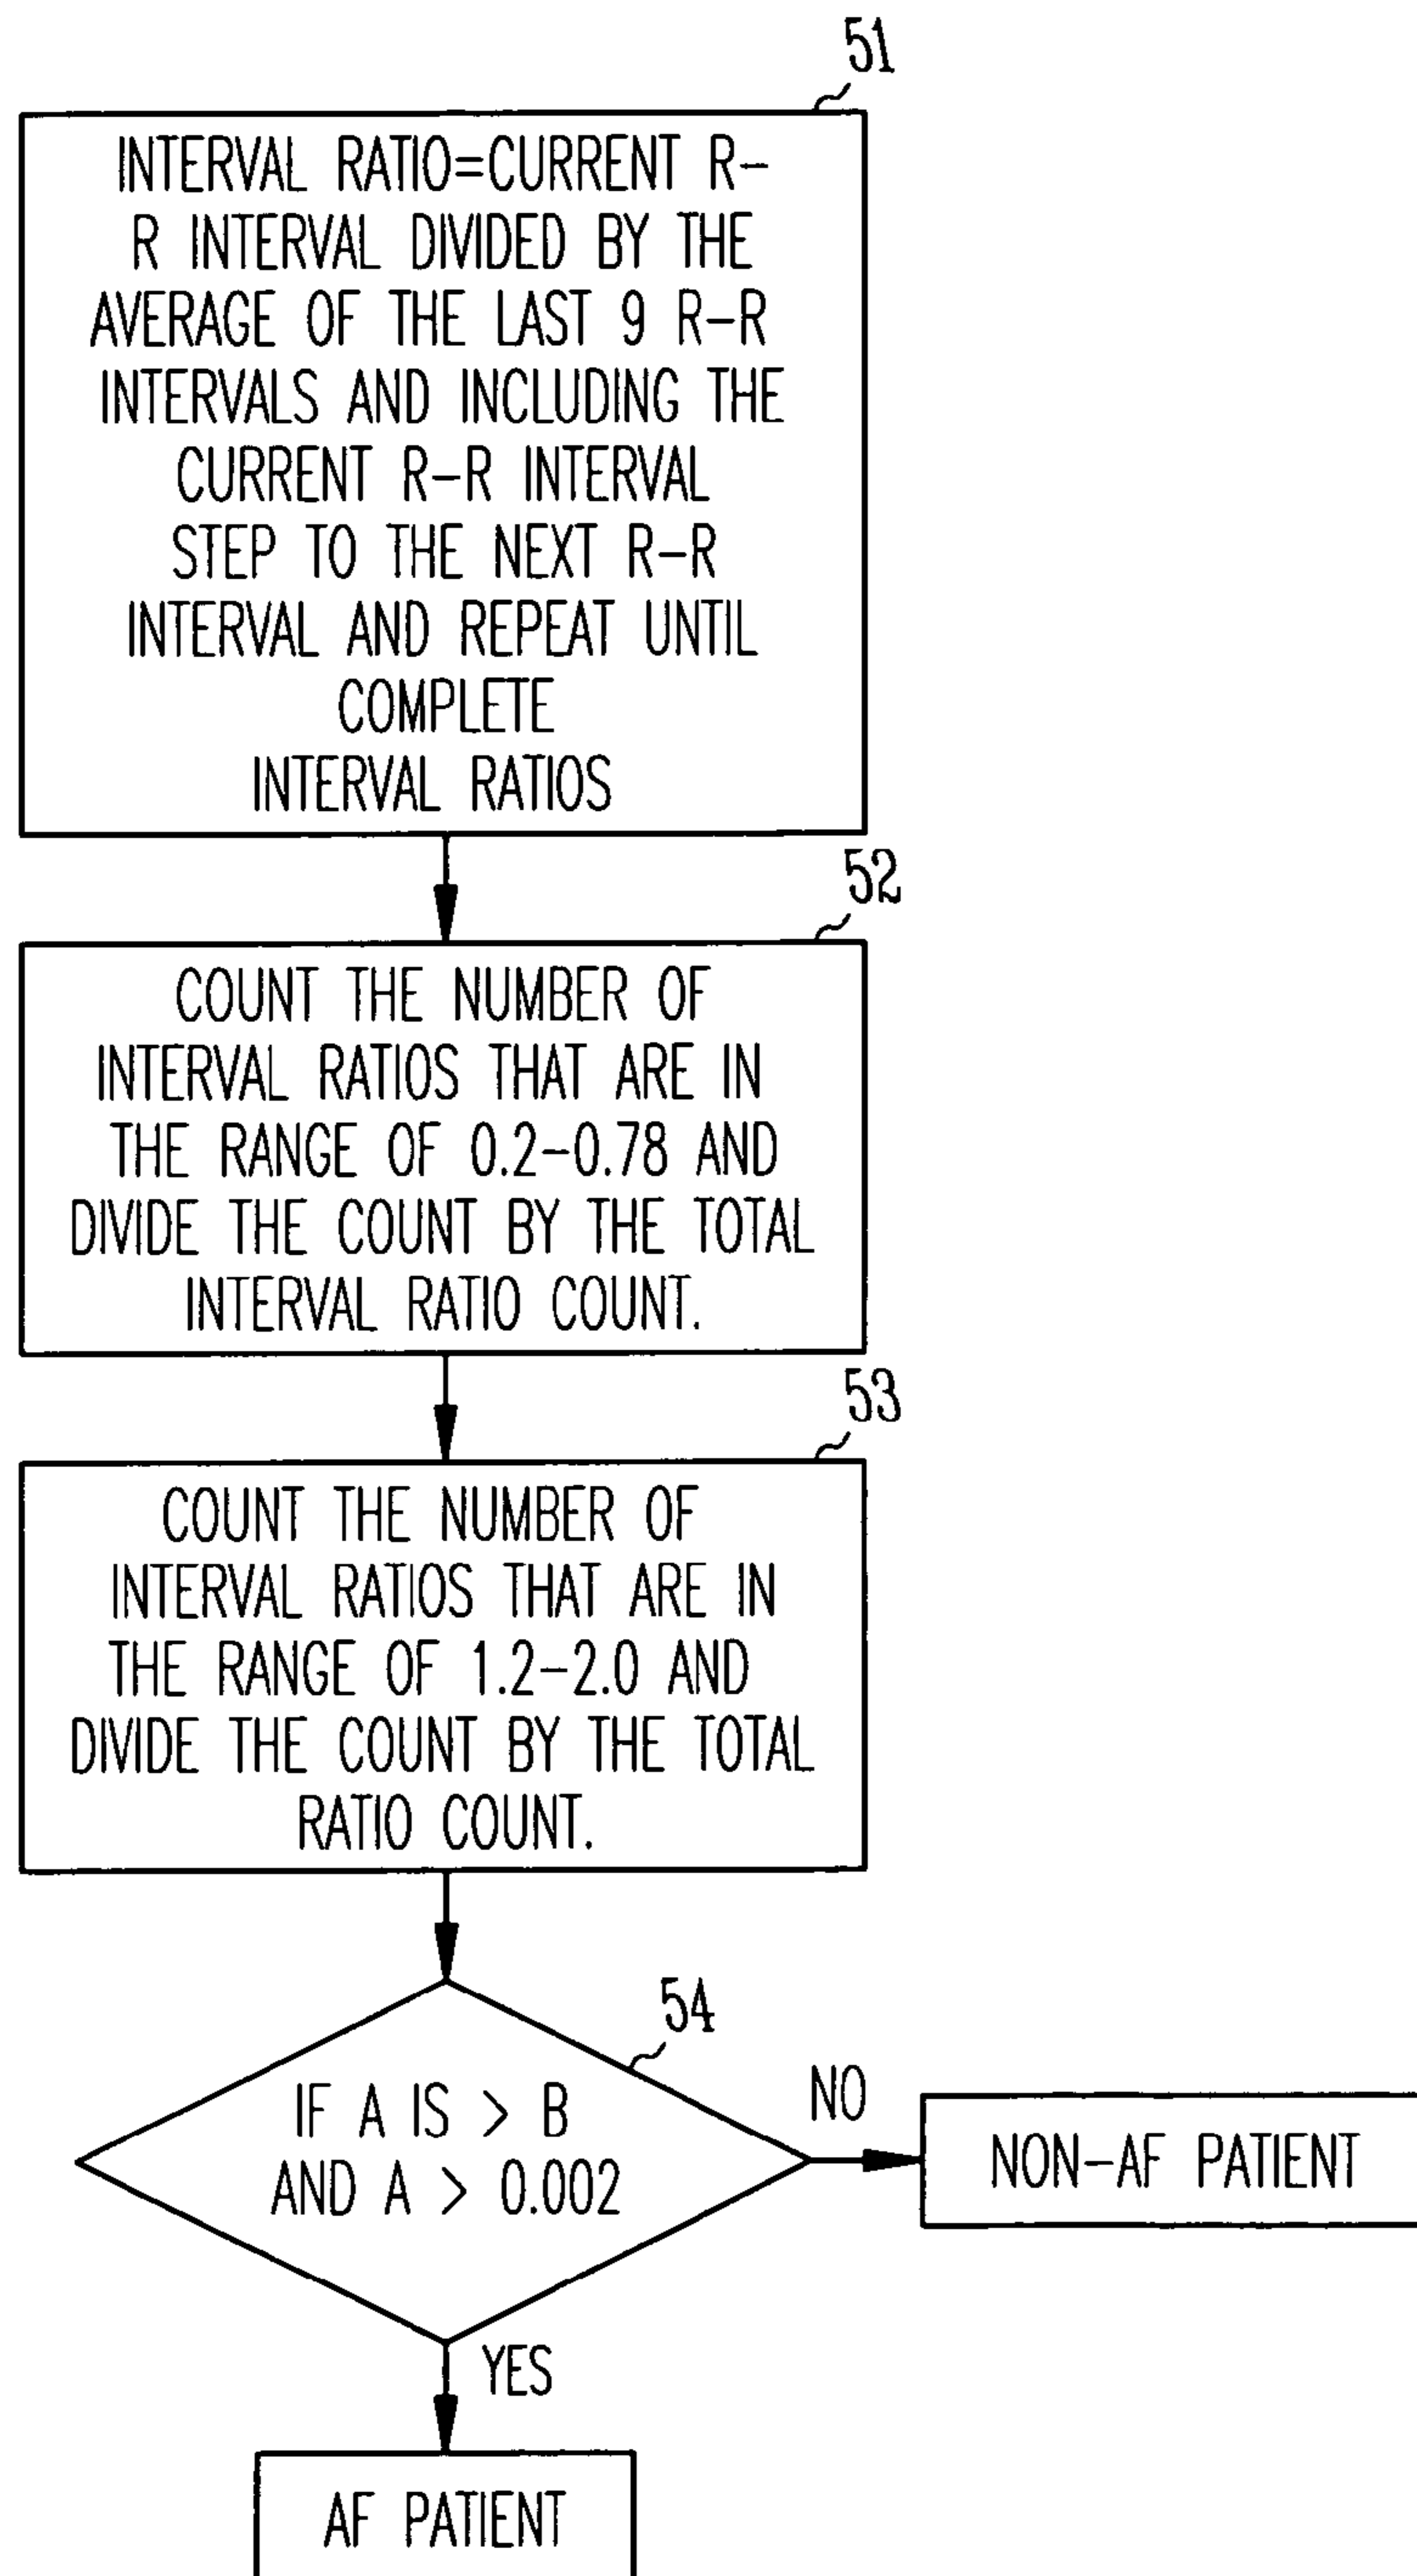 51
INTERVAL RATIO=CURRENT R-
R INTERVAL DIVIDED BY THE
AVERAGE OF THE LAST 9 R-R
INTERVALS AND INCLUDING THE
CURRENT R-R INTERVAL
STEP TO THE NEXT R-R
INTERVAL AND REPEAT UNTIL
COMPLETE
INTERVAL RATIOS
52
COUNT THE NUMBER OF
INTERVAL RATIOS THAT ARE IN
THE RANGE OF 0.2-0.78 AND
DIVIDE THE COUNT BY THE TOTAL
INTERVAL RATIO COUNT.
53
COUNT THE NUMBER OF
INTERVAL RATIOS THAT ARE IN
THE RANGE OF 1.2-2.0 AND
DIVIDE THE COUNT BY THE TOTAL
RATIO COUNT.
54
IF A IS > B
AND A > 0.002
NO
NON-AF PATIENT
YES
AF PATIENT